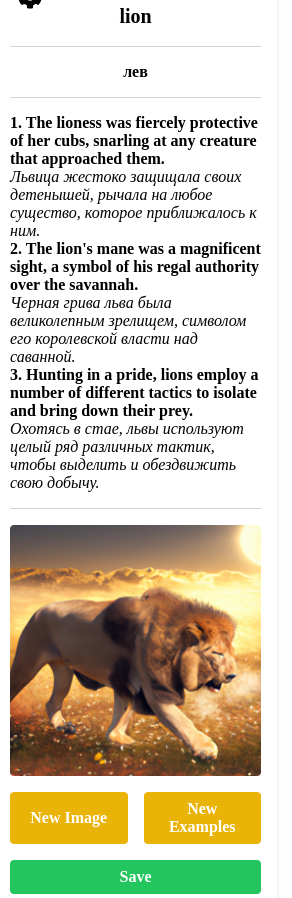 lion
лев
1. The lioness was fiercely protective
of her cubs, snarling at any creature
that approached them.
Львица жестоко защищала своих
детенышей, рычала на любое
существо, которое приближалось к
ним.
2. The lion's mane was a magnificent
sight, a symbol of his regal authority
over the savannah.
Черная грива льва была
великолепным зрелищем, символом
его королевской власти над
саванной.
3. Hunting in a pride, lions employ a
number of different tactics to isolate
and bring down their prey.
Охотясь в стае, львы используют
целый ряд различных тактик,
чтобы выделить и обездвижить
свою добычу.
New Image
New
Examples
Save